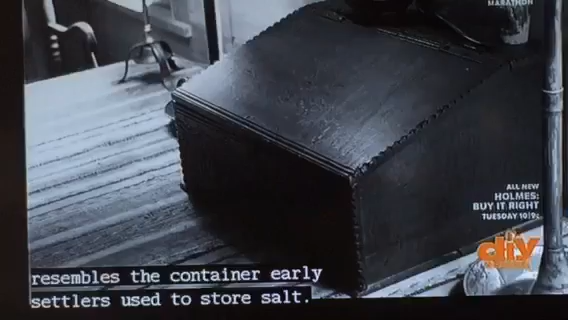 MARATHON
ALL NEW
HOLMES:
BUY IT RIGHT
TUESDAY 10|9c
diy
resembles the container early
settlers used to store salt.